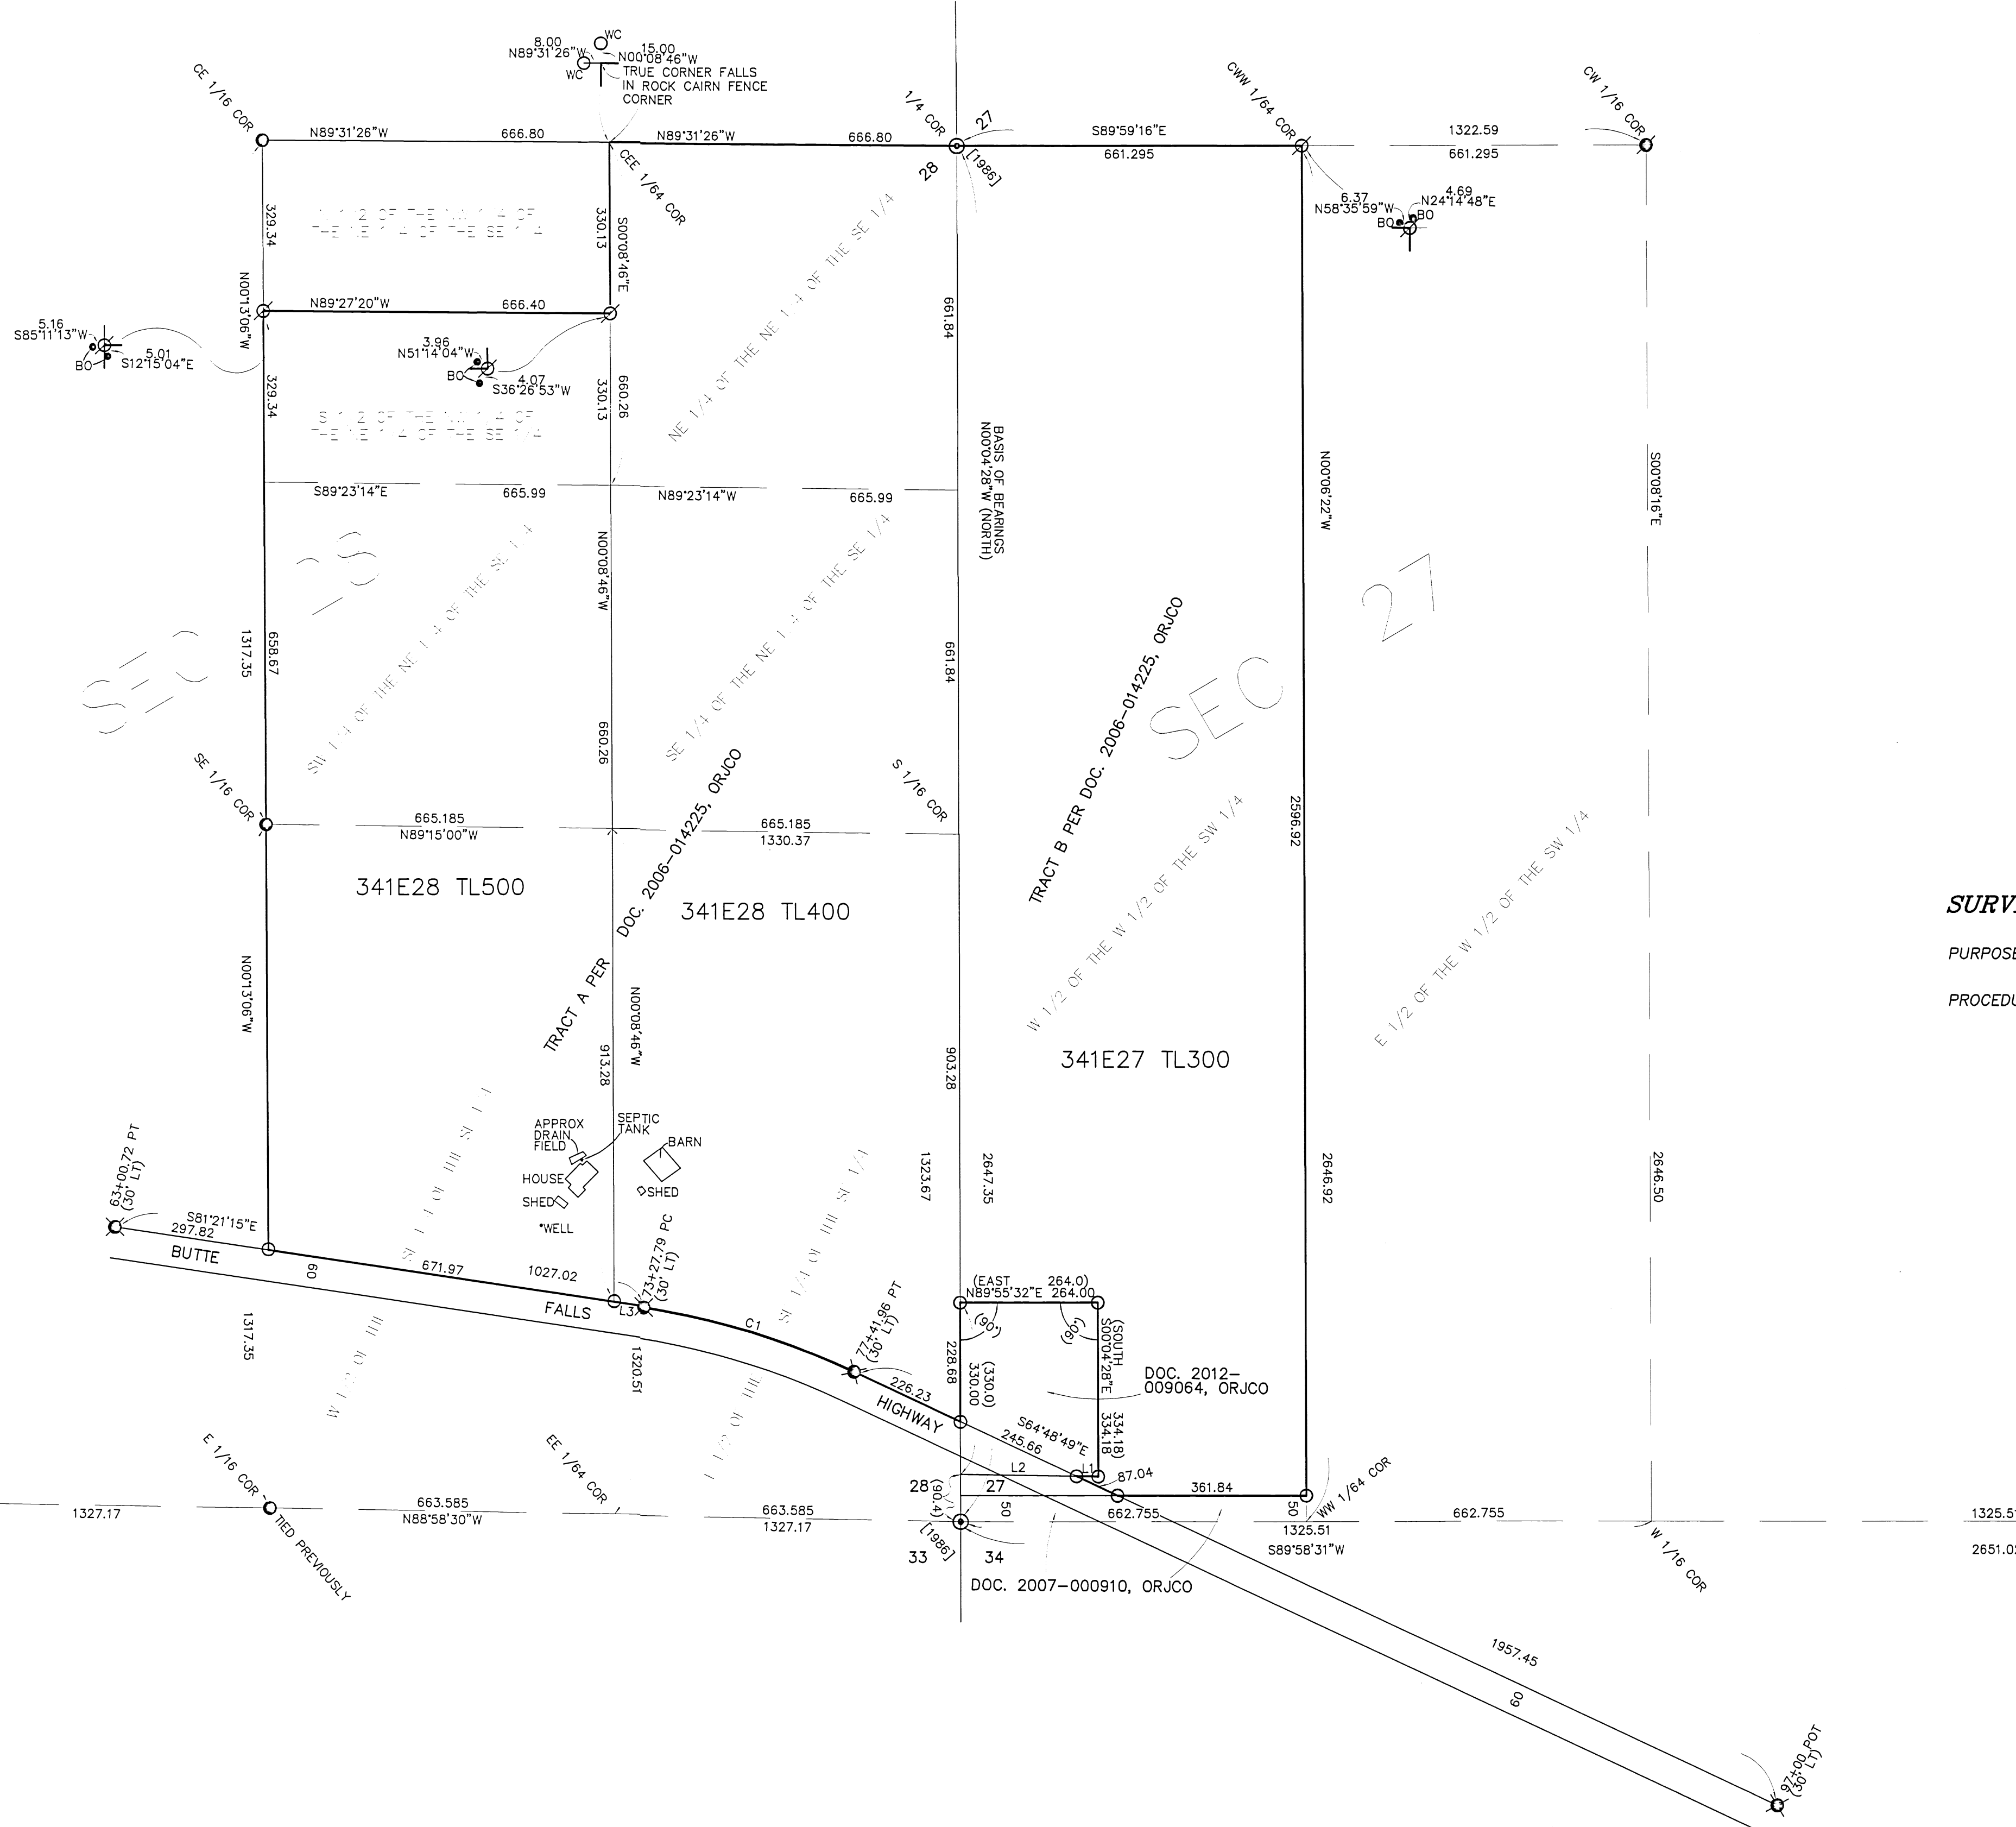 WC
8.00
N89°31'26"W
15.00
N00°08'46"W
WC
TRUE CORNER FALLS
IN ROCK CAIRN FENCE
CORNER
CE 1/16 COR
N89°31'26"W 666.80
N89°31'26"W 666.80
1/4 COR
27
28
[1986]
S89°59'16"E
661.295
CWW 1/64 COR
1322.59
661.295
CW 1/16 COR
CEE 1/64 COR
6.37
N58°35'59"W
4.69
N24°14'48"E
BO
BO
329.34
330.13
S00°08'46"E
NE 1/4 OF THE NE 1/4 OF THE SE 1/4
N00°13'06"W
N89°27'20"W 666.40
661.84
5.16
S85°11'13"W
BO
5.01
S12°15'04"E
3.96
N51°14'04"W
BO
4.07
S36°26'53"W
329.34
330.13
660.26
BASIS OF BEARINGS
N00°04'28"W (NORTH)
N00°06'22"W
S00°08'16"E
S89°23'14"E 665.99
N89°23'14"W 665.99
N00°08'46"W
SW 1/4 OF THE NE 1/4 OF THE SE 1/4
SE 1/4 OF THE NE 1/4 OF THE SE 1/4
SEC 27
1317.35
658.67
660.26
661.84
TRACT B PER DOC. 2006-014225, ORJCO
2596.92
SE 1/16 COR
S 1/16 COR
665.185
N89°15'00"W
665.185
1330.37
W 1/2 OF THE W 1/2 OF THE SW 1/4
E 1/2 OF THE W 1/2 OF THE SW 1/4
341E28 TL500
341E28 TL400
TRACT A PER DOC. 2006-014225, ORJCO
SURV
PURPOSE
PROCEDU
N00°13'06"W
N00°08'46"W
913.28
903.28
341E27 TL300
APPROX
DRAIN
FIELD
SEPTIC
TANK
BARN
HOUSE
SHED
SHED
WELL
1323.67
2647.35
2646.92
2646.50
63+00.72 PT
(30' LT)
S81°21'15"E
297.82
BUTTE
60
671.97
1027.02
73+27.79 PC
(30' LT)
FALLS
L3
C1
77+41.96 PT
(30' LT)
226.23
HIGHWAY
(EAST 264.0)
N89°55'32"E 264.00
(90°)
(90°)
228.68
(330.0)
330.00
(SOUTH 334.18)
S00°04'28"E 334.18
DOC. 2012-
009064, ORJCO
S64°48'49"E
245.66
1317.35
1320.51
E 1/16 COR
EE 1/64 COR
28
27
L2
L1
87.04
361.84
(90.4)
50
50
WW 1/64 COR
1327.17
663.585
N88°58'30"W
663.585
1327.17
[1986]
662.755
1325.51
S89°58'31"W
662.755
1325.51
2651.02
TIED PREVIOUSLY
33
34
W 1/16 COR
DOC. 2007-000910, ORJCO
1957.45
60
97+00 POT
(30' LT)